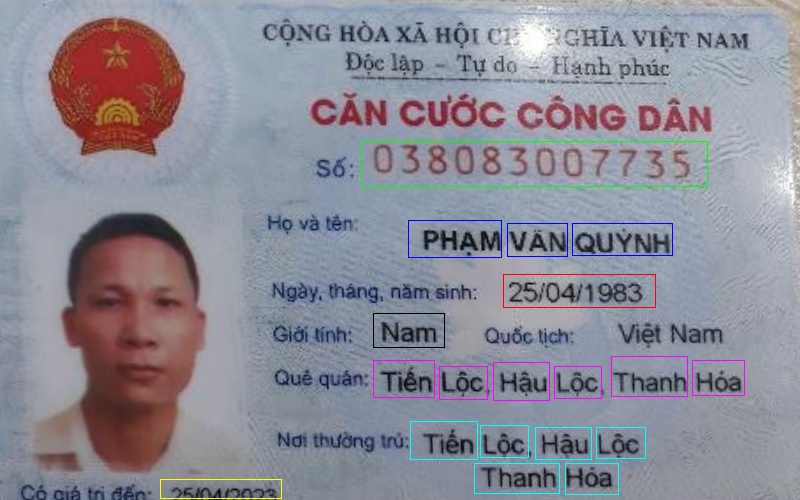 CỘNG HÒA XÃ HỘI CHỦ NGHĨA VIỆT NAM
Độc lập - Tự do - Hạnh phúc
CĂN CƯỚC CÔNG DÂN
Số: 038083007735
Họ và tên: PHẠM VĂN QUỲNH
Ngày, tháng, năm sinh: 25/04/1983
Giới tính: Nam Quốc tịch: Việt Nam
Quê quán: Tiến Lộc, Hậu Lộc, Thanh Hóa
Nơi thường trú: Tiến Lộc, Hậu Lộc
Thanh Hóa
Có giá trị đến: 25/04/2023